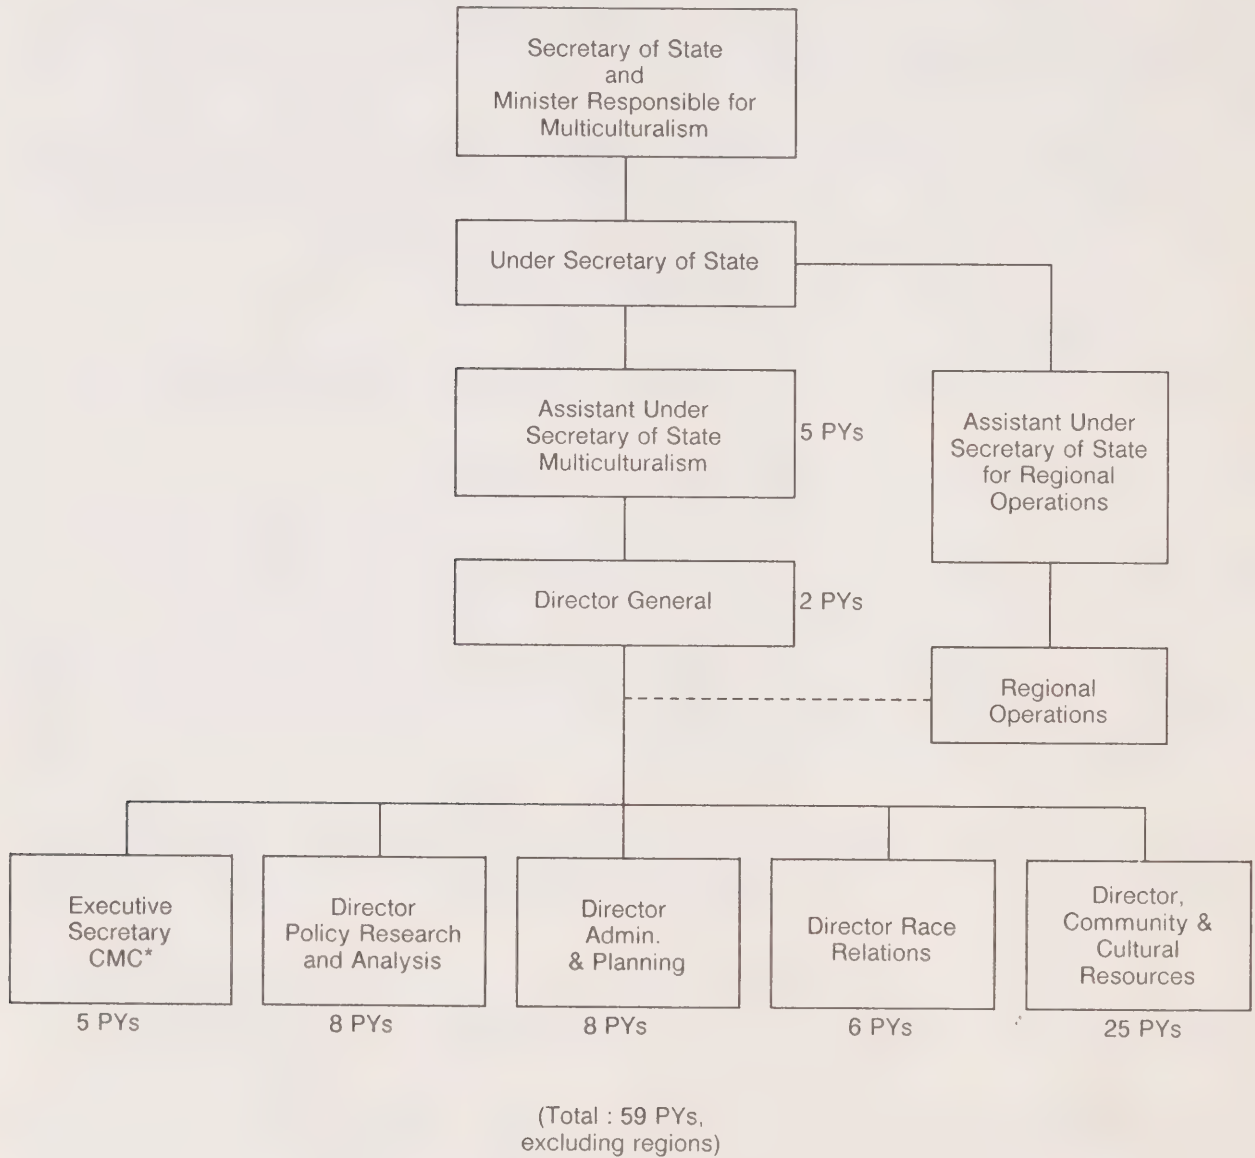 Secretary of State
and
Minister Responsible for
Multiculturalism
Under Secretary of State
Assistant Under
Secretary of State
Multiculturalism
5 PYs
Assistant Under
Secretary of State
for Regional
Operations
Director General
2 PYs
Regional
Operations
Executive
Secretary
CMC*
5 PYs
Director
Policy Research
and Analysis
8 PYs
Director
Admin.
& Planning
8 PYs
Director Race
Relations
6 PYs
Director,
Community &
Cultural
Resources
25 PYs
(Total : 59 PYs,
excluding regions)